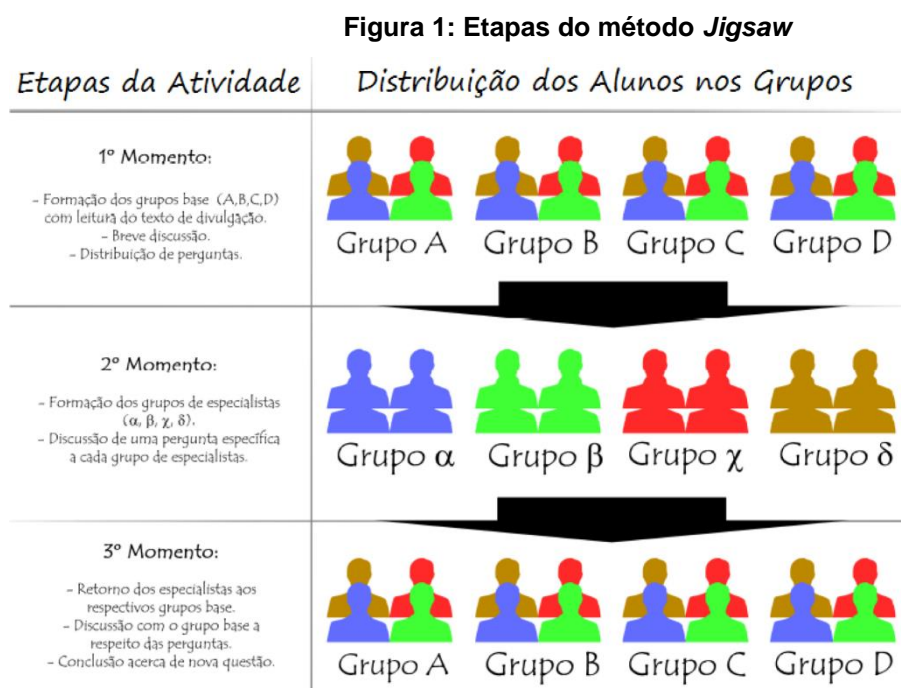 Figura 1: Etapas do método Jigsaw
Etapas da Atividade
Distribuição dos Alunos nos Grupos
1º Momento:
- Formação dos grupos base (A,B,C,D)
com leitura do texto de divulgação.
- Breve discussão.
- Distribuição de perguntas.
Grupo A
Grupo B
Grupo C
Grupo D
2º Momento:
- Formação dos grupos de especialistas
(α, β, χ, δ).
- Discussão de uma pergunta específica
a cada grupo de especialistas.
Grupo α
Grupo β
Grupo χ
Grupo δ
3º Momento:
- Retorno dos especialistas aos
respectivos grupos base.
- Discussão com o grupo base a
respeito das perguntas.
- Conclusão acerca de nova questão.
Grupo A
Grupo B
Grupo C
Grupo D